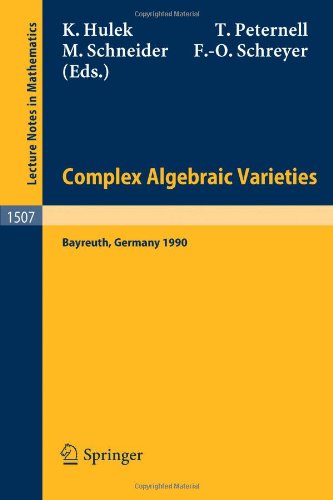 K. Hulek T. Peternell
M. Schneider F.-O. Schreyer
(Eds.)
Lecture Notes in Mathematics
Complex Algebraic Varieties
1507
Bayreuth, Germany 1990
Springer